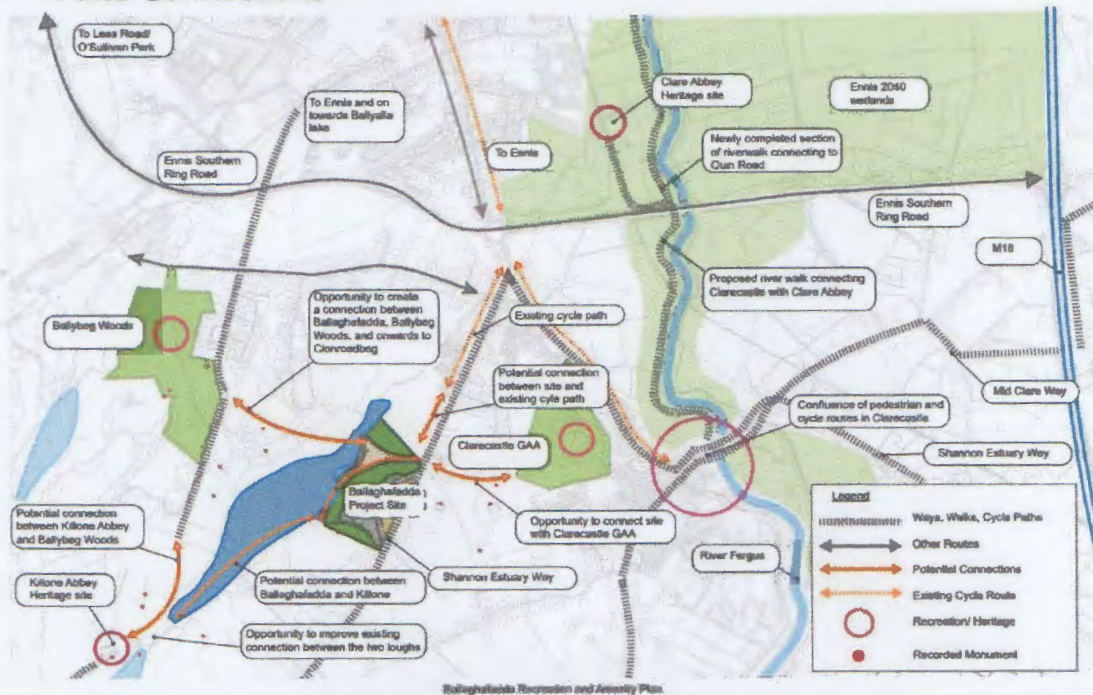 To Lees Road/
O'Sullivan Park
To Ennis and on
towards Ballyalla
lake
Ennis Southern
Ring Road
To Ennis
Clare Abbey
Heritage site
Ennis 2040
wetlands
Newly completed section
of riverwalk connecting to
Quin Road
Ennis Southern
Ring Road
M18
Proposed river walk connecting
Clarecastle with Clare Abbey
Ballybeg Woods
Opportunity to create
a connection between
Ballaghafadda, Ballybeg
Woods, and onwards to
Clonroadbeg
Existing cycle path
Potential connection
between site and
existing cyle path
Mid Clare Way
Confluence of pedestrian and
cycle routes in Clarecastle
Clarecastle GAA
Shannon Estuary Way
Ballaghafadda
Project Site
Opportunity to connect site
with Clarecastle GAA
Potential connection
between Killone Abbey
and Ballybeg Woods
River Fergus
Killone Abbey
Heritage site
Potential connection between
Ballaghafadda and Killone
Shannon Estuary Way
Opportunity to improve existing
connection between the two loughs
Legend
Ways, Walks, Cycle Paths
Other Routes
Potential Connections
Existing Cycle Route
Recreation/ Heritage
Recorded Monument
Ballaghafadda Recreation and Amenity Plan